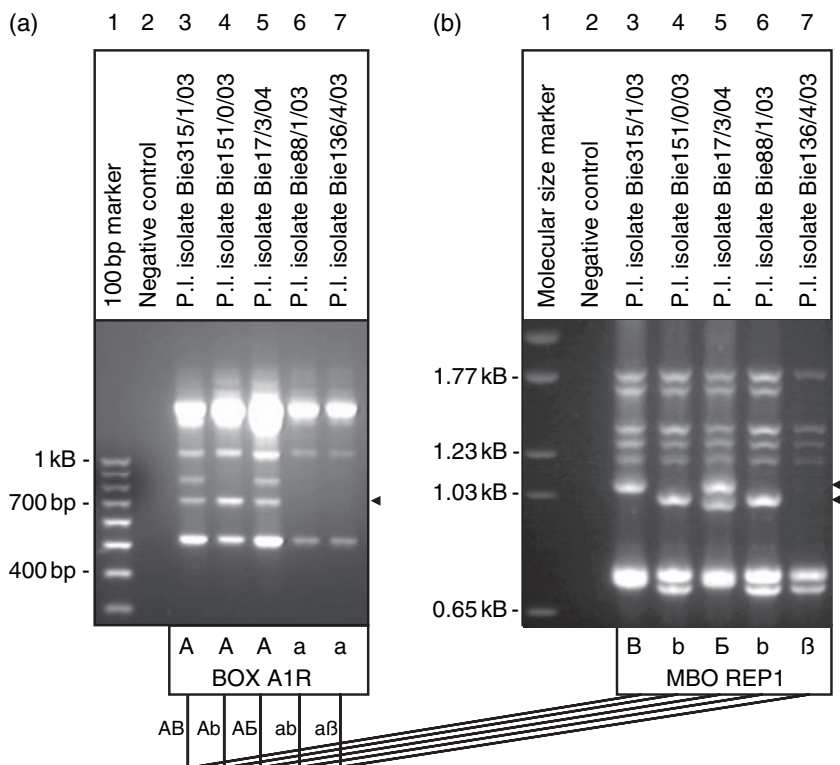 (a) 1 2 3 4 5 6 7
100 bp marker
Negative control
P.I. isolate Bie315/1/03
P.I. isolate Bie151/0/03
P.I. isolate Bie17/3/04
P.I. isolate Bie88/1/03
P.I. isolate Bie136/4/03
1 kB -
700 bp -
400 bp -
A A A a a
BOX A1R
AB Ab AБ ab aß
(b) 1 2 3 4 5 6 7
Molecular size marker
Negative control
P.I. isolate Bie315/1/03
P.I. isolate Bie151/0/03
P.I. isolate Bie17/3/04
P.I. isolate Bie88/1/03
P.I. isolate Bie136/4/03
1.77 kB -
1.23 kB -
1.03 kB -
0.65 kB -
B b Б b ß
MBO REP1